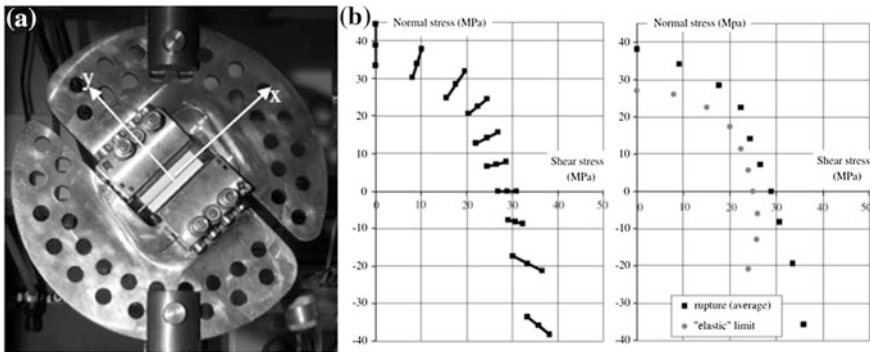 (a)
y
x
(b)
Normal stress (MPa)
40
30
20
10
0
-10
-20
-30
-40
0
10
20
30
40
50
Shear stress
(MPa)
Normal stress (Mpa)
40
30
20
10
0
-10
-20
-30
-40
0
10
20
30
40
50
Shear stress
(MPa)
rupture (average)
"elastic" limit